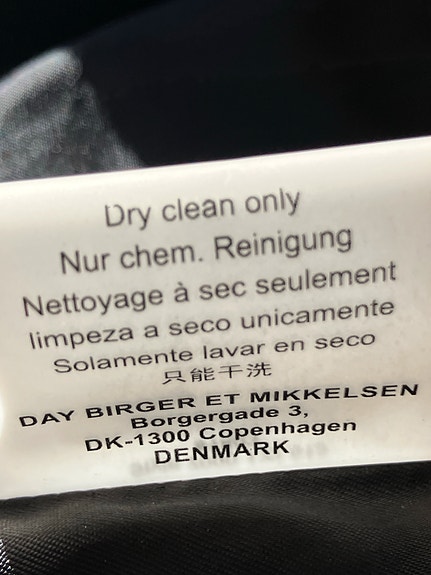 Dry clean only
Nur chem. Reinigung
Nettoyage à sec seulement
limpeza a seco unicamente
Solamente lavar en seco
只能干洗
DAY BIRGER ET MIKKELSEN
Borgergade 3,
DK-1300 Copenhagen
DENMARK